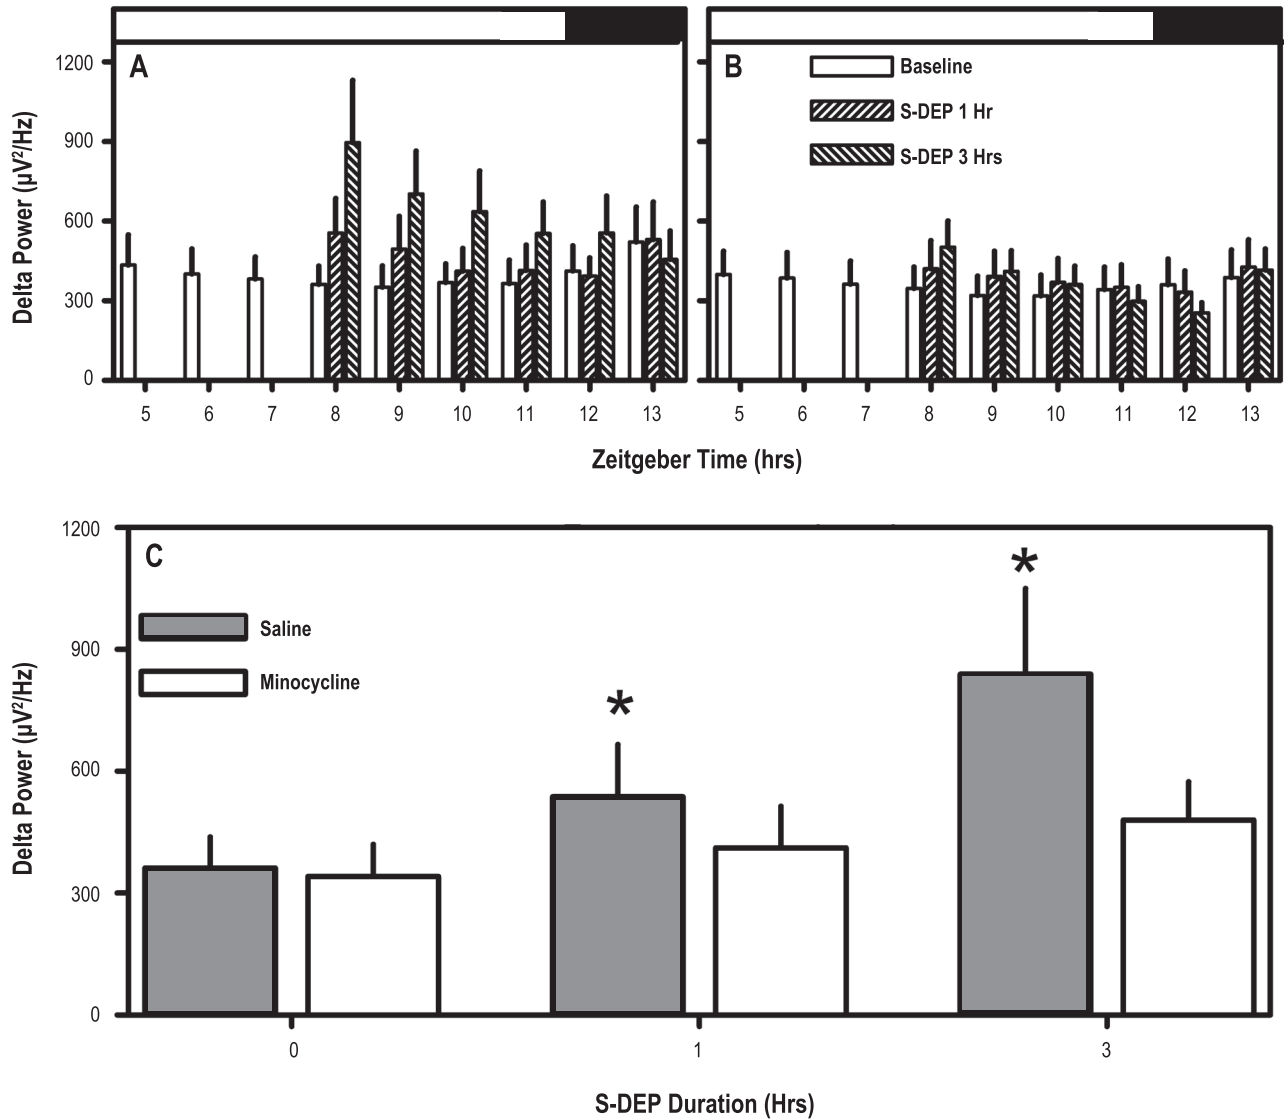 A
B
Baseline
S-DEP 1 Hr
S-DEP 3 Hrs
1200
900
600
300
0
Delta Power (µV²/Hz)
5 6 7 8 9 10 11 12 13
5 6 7 8 9 10 11 12 13
Zeitgeber Time (hrs)
C
Saline
Minocycline
1200
900
600
300
0
Delta Power (µV²/Hz)
*
*
0 1 3
S-DEP Duration (Hrs)